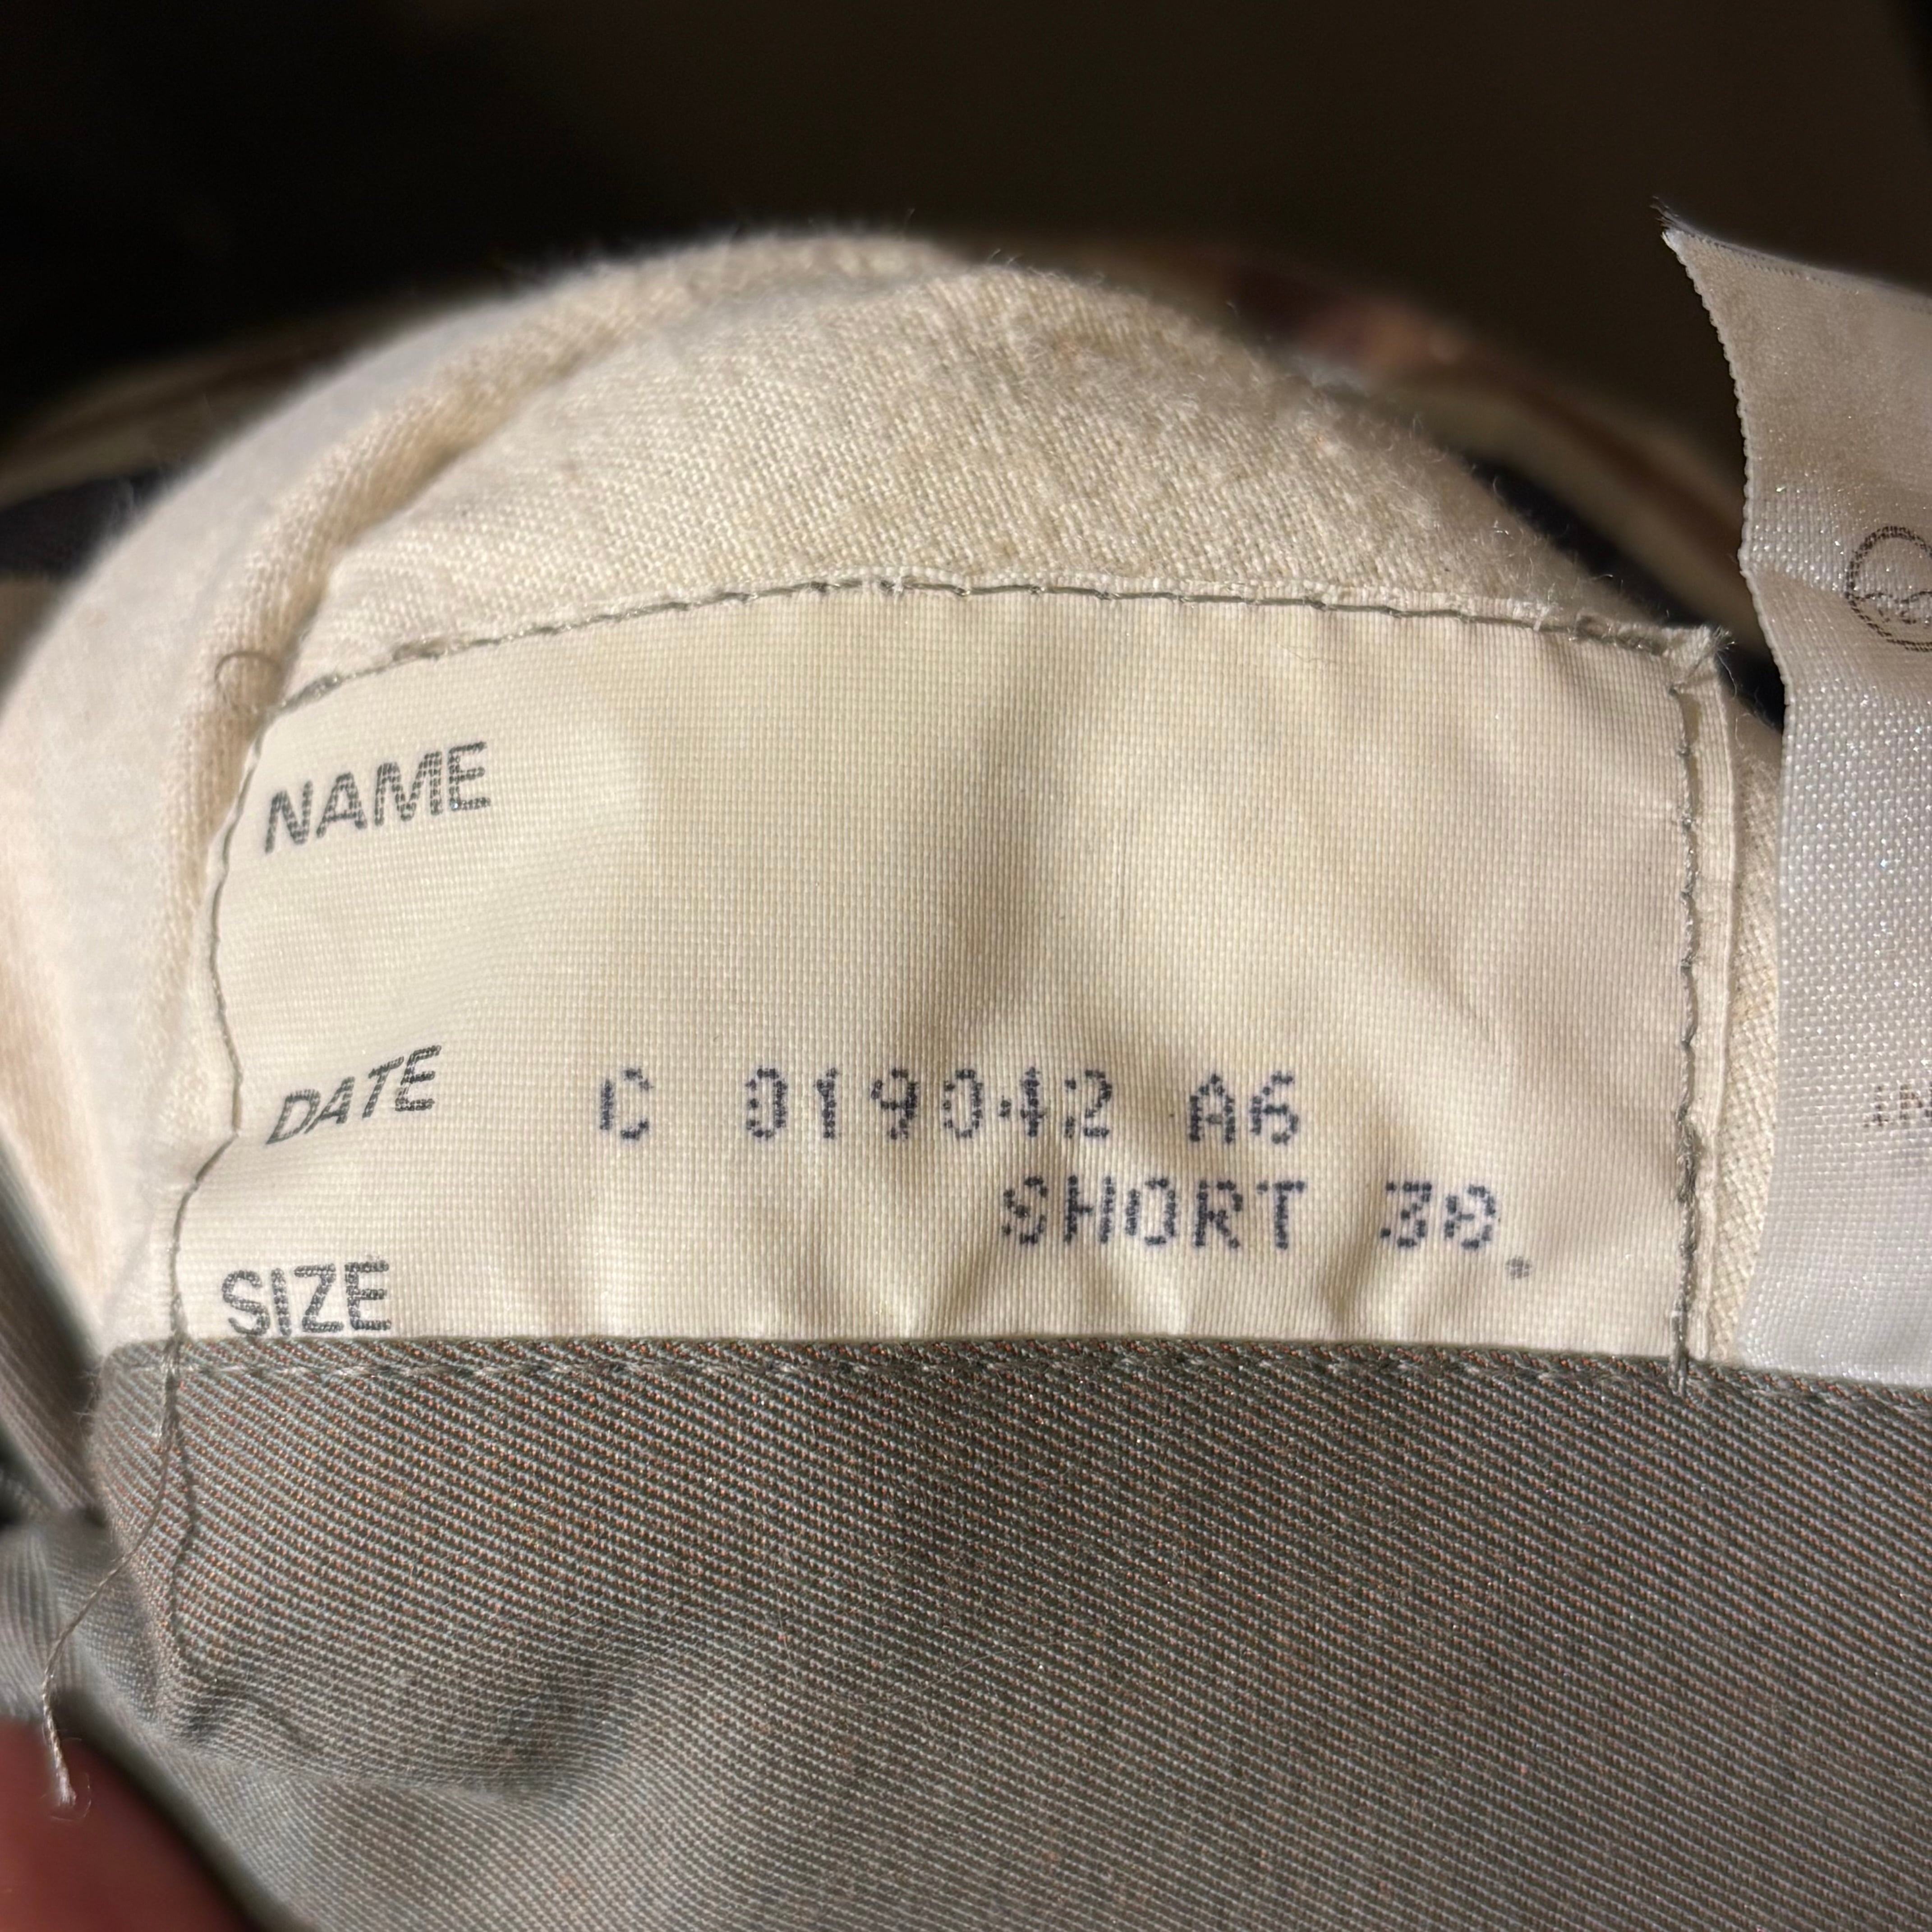 NAME
DATE C 019042 A6
SHORT 38.
SIZE